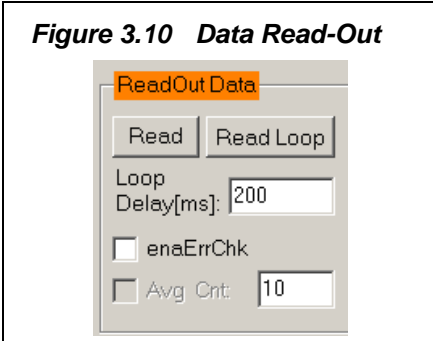 Figure 3.10 Data Read-Out
ReadOut Data
Read Read Loop
Loop
Delay[ms]: 200
enaErrChk
Avg Cnt: 10